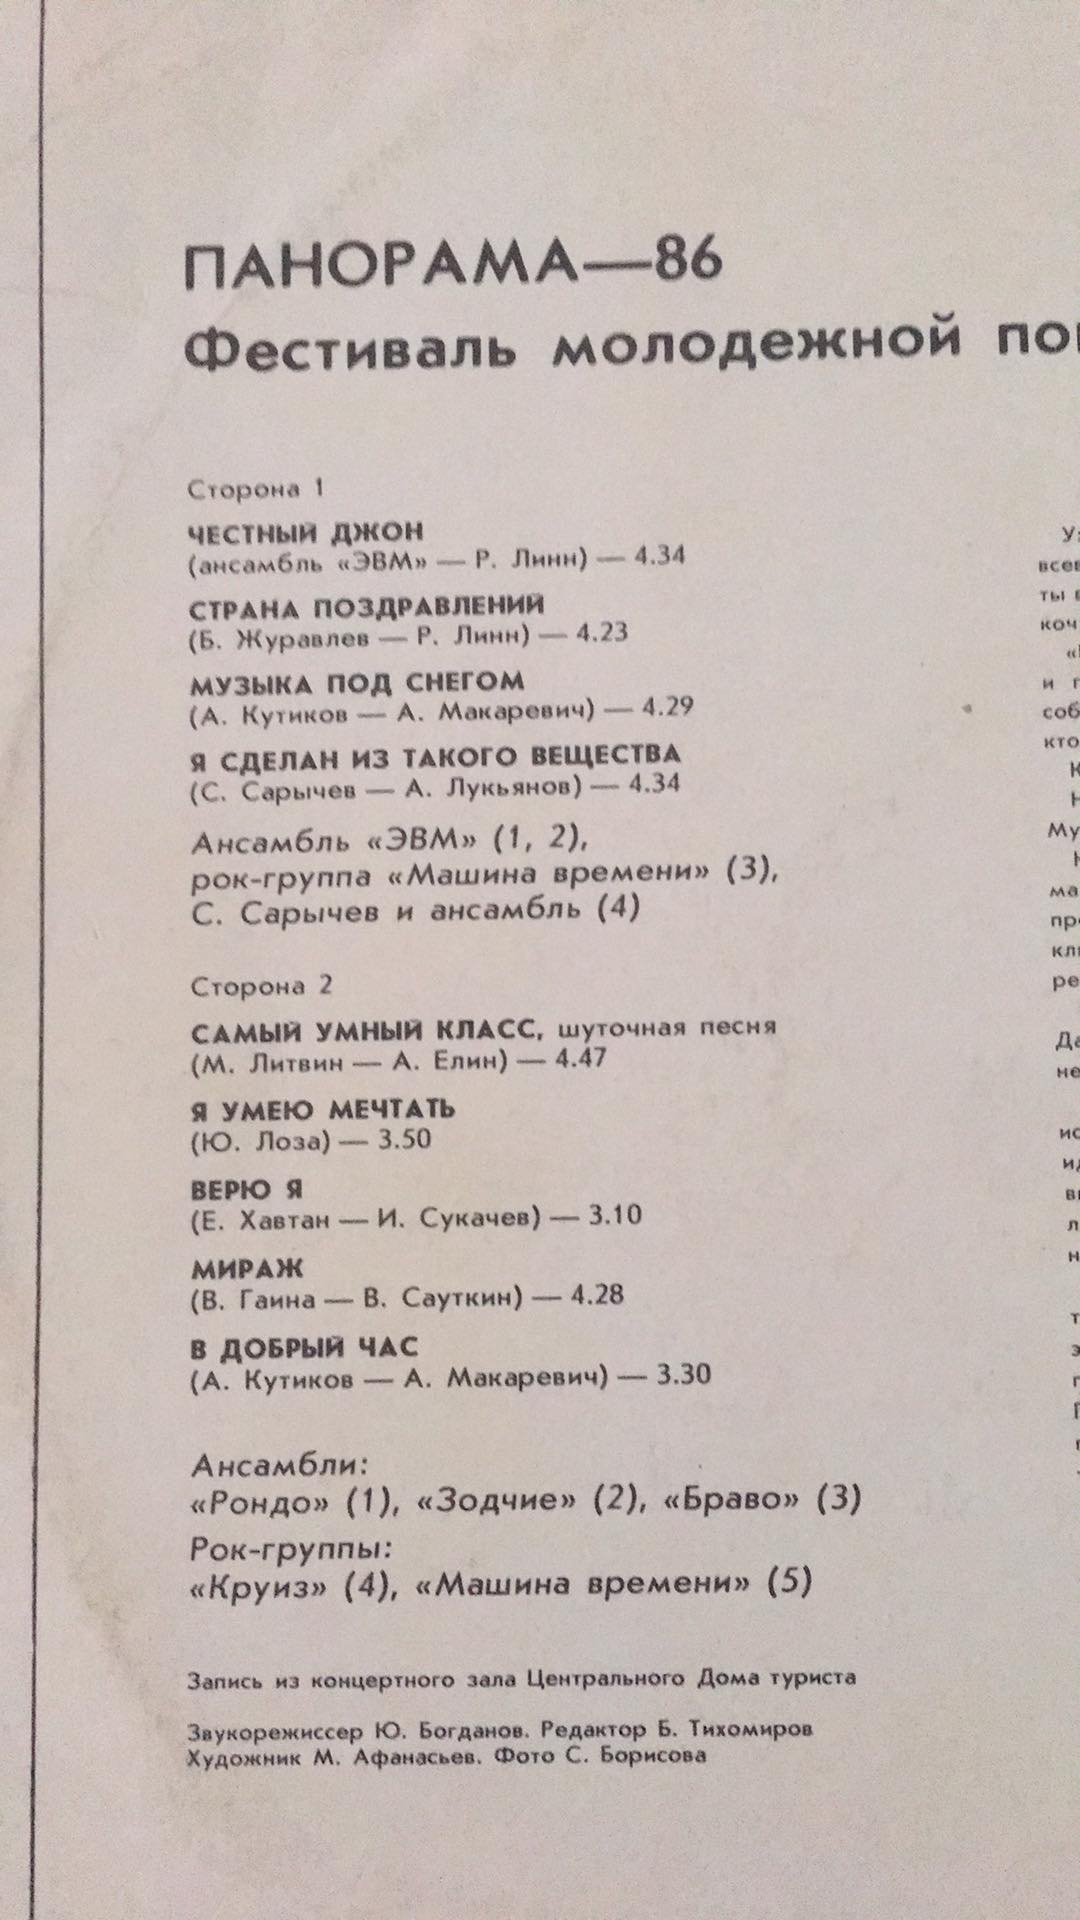 ПАНОРАМА—86
Фестиваль молодежной
Сторона 1
ЧЕСТНЫЙ ДЖОН
(ансамбль «ЭВМ» — Р. Линн) — 4.34
СТРАНА ПОЗДРАВЛЕНИЙ
(Б. Журавлев — Р. Линн) — 4.23
МУЗЫКА ПОД СНЕГОМ
(А. Кутиков — А. Макаревич) — 4.29
Я СДЕЛАН ИЗ ТАКОГО ВЕЩЕСТВА
(С. Сарычев — А. Лукьянов) — 4.34
Ансамбль «ЭВМ» (1, 2),
рок-группа «Машина времени» (3),
С. Сарычев и ансамбль (4)
Сторона 2
САМЫЙ УМНЫЙ КЛАСС, шуточная песня
(М. Литвин — А. Елин) — 4.47
Я УМЕЮ МЕЧТАТЬ
(Ю. Лоза) — 3.50
ВЕРЮ Я
(Е. Хавтан — И. Сукачев) — 3.10
МИРАЖ
(В. Гаина — В. Сауткин) — 4.28
В ДОБРЫЙ ЧАС
(А. Кутиков — А. Макаревич) — 3.30
Ансамбли:
«Рондо» (1), «Зодчие» (2), «Браво» (3)
Рок-группы:
«Круиз» (4), «Машина времени» (5)
Запись из концертного зала Центрального Дома туриста
Звукорежиссер Ю. Богданов. Редактор Б. Тихомиров
Художник М. Афанасьев. Фото С. Борисова